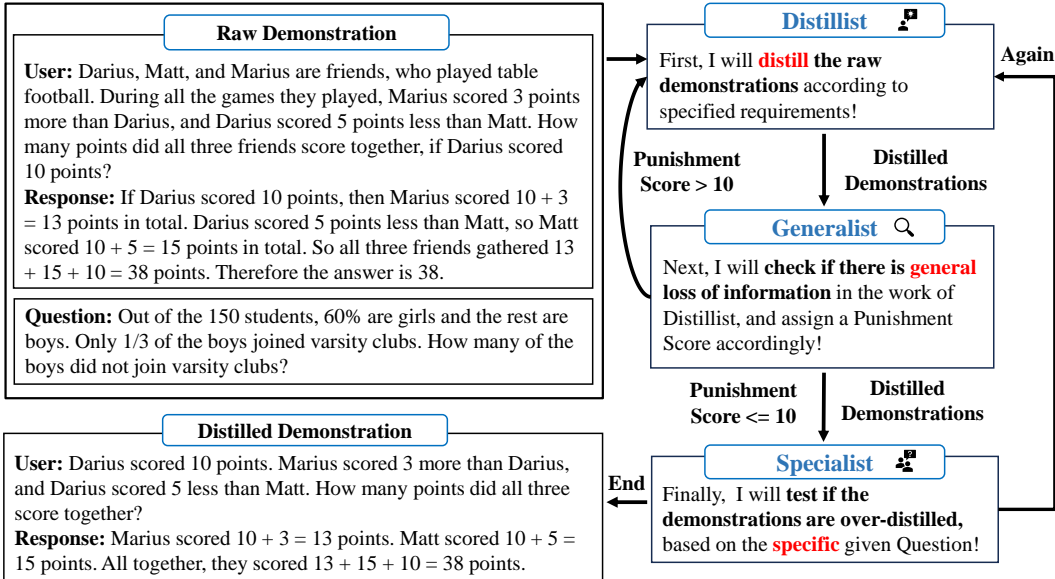 Raw Demonstration
User: Darius, Matt, and Marius are friends, who played table
football. During all the games they played, Marius scored 3 points
more than Darius, and Darius scored 5 points less than Matt. How
many points did all three friends score together, if Darius scored
10 points?
Response: If Darius scored 10 points, then Marius scored 10 + 3
= 13 points in total. Darius scored 5 points less than Matt, so Matt
scored 10 + 5 = 15 points in total. So all three friends gathered 13
+ 15 + 10 = 38 points. Therefore the answer is 38.
Question: Out of the 150 students, 60% are girls and the rest are
boys. Only 1/3 of the boys joined varsity clubs. How many of the
boys did not join varsity clubs?
Distillist
First, I will distill the raw
demonstrations according to
specified requirements!
Again
Punishment
Score > 10
Distilled
Demonstrations
Generalist
Next, I will check if there is general
loss of information in the work of
Distillist, and assign a Punishment
Score accordingly!
Punishment
Score <= 10
Distilled
Demonstrations
Specialist
Finally, I will test if the
demonstrations are over-distilled,
based on the specific given Question!
End
Distilled Demonstration
User: Darius scored 10 points. Marius scored 3 more than Darius,
and Darius scored 5 less than Matt. How many points did all three
score together?
Response: Marius scored 10 + 3 = 13 points. Matt scored 10 + 5 =
15 points. All together, they scored 13 + 15 + 10 = 38 points.